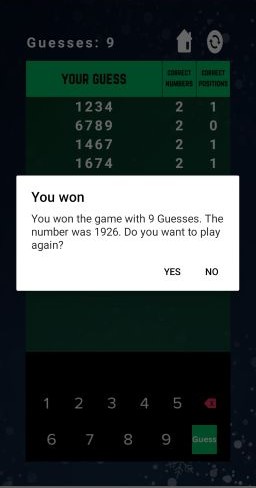 Guesses: 9
YOUR GUESS CORRECT NUMBERS CORRECT POSITIONS
1234 2 1
6789 2 0
1467 2 1
1674 2 1
You won
You won the game with 9 Guesses. The
number was 1926. Do you want to play
again?
YES NO
1 2 3 4 5
6 7 8 9 Guess